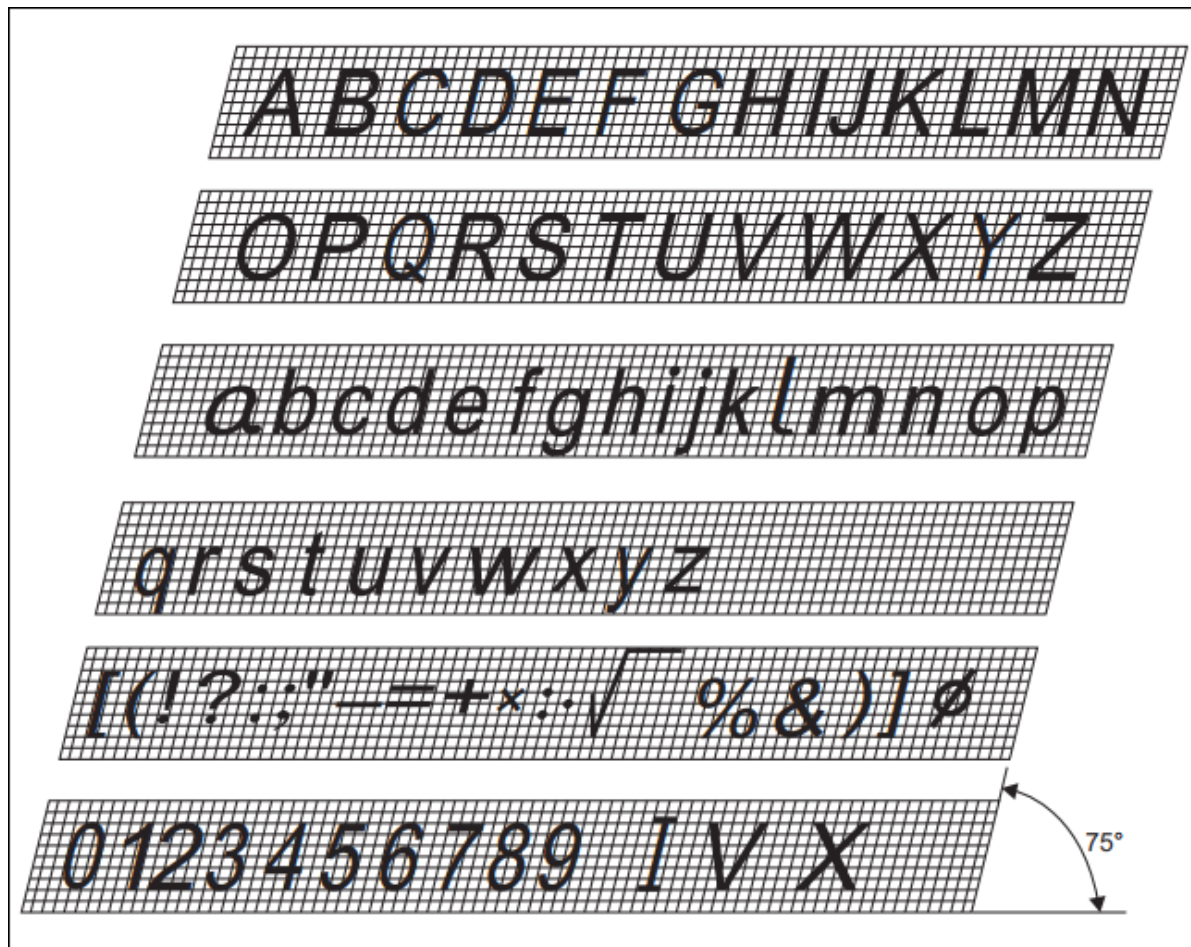 ABCDEFGHIJKLMN
OPQRSTUVWXYZ
abcdefghijklmnop
qrstuvwxyz
[(!?:;"–=+×:·√%&)]ø
0123456789 I V X
75°